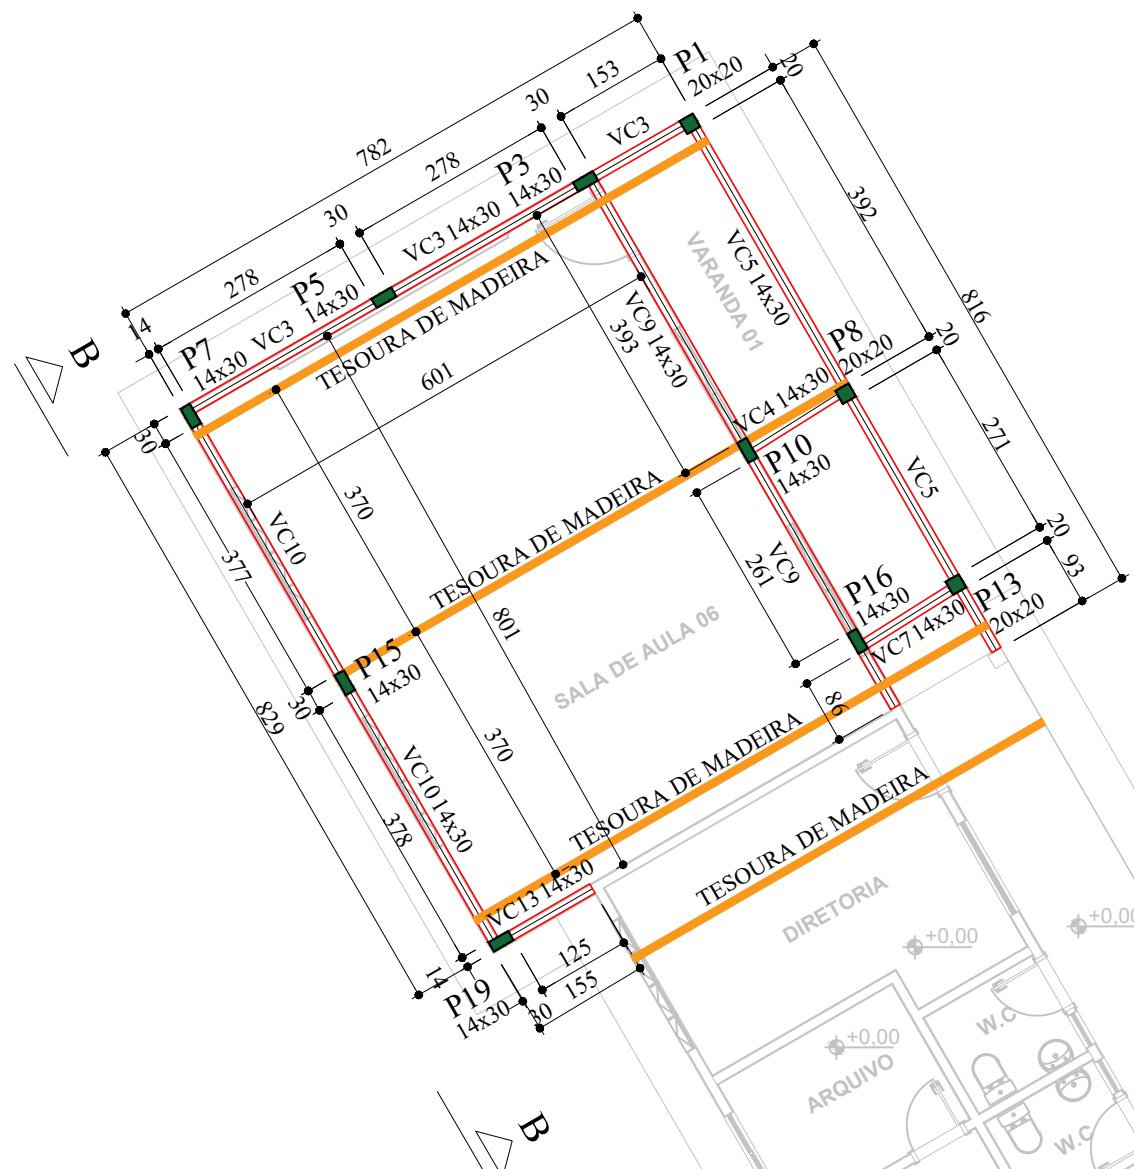 P1
20x20
20
153
30
VC3
782
278
P3
14x30
30
VC3 14x30
392
278
P5
14x30
VARANDA 01
VC5 14x30
816
14
VC3
TESOURA DE MADEIRA
VC9 14x30
393
P8
20x20
20
B
P7
14x30
601
VC4 14x30
30
P10
14x30
271
VC5
370
TESOURA DE MADEIRA
VC10
377
VC9
261
20
93
P16
14x30
P13
20x20
801
SALA DE AULA 06
VC7 14x30
P15
14x30
30
829
86
370
TESOURA DE MADEIRA
VC10 14x30
378
TESOURA DE MADEIRA
VC13 14x30
DIRETORIA
+0,00
+0,00
125
155
14
P19
14x30
30
W.C
+0,00
ARQUIVO
B
W.C